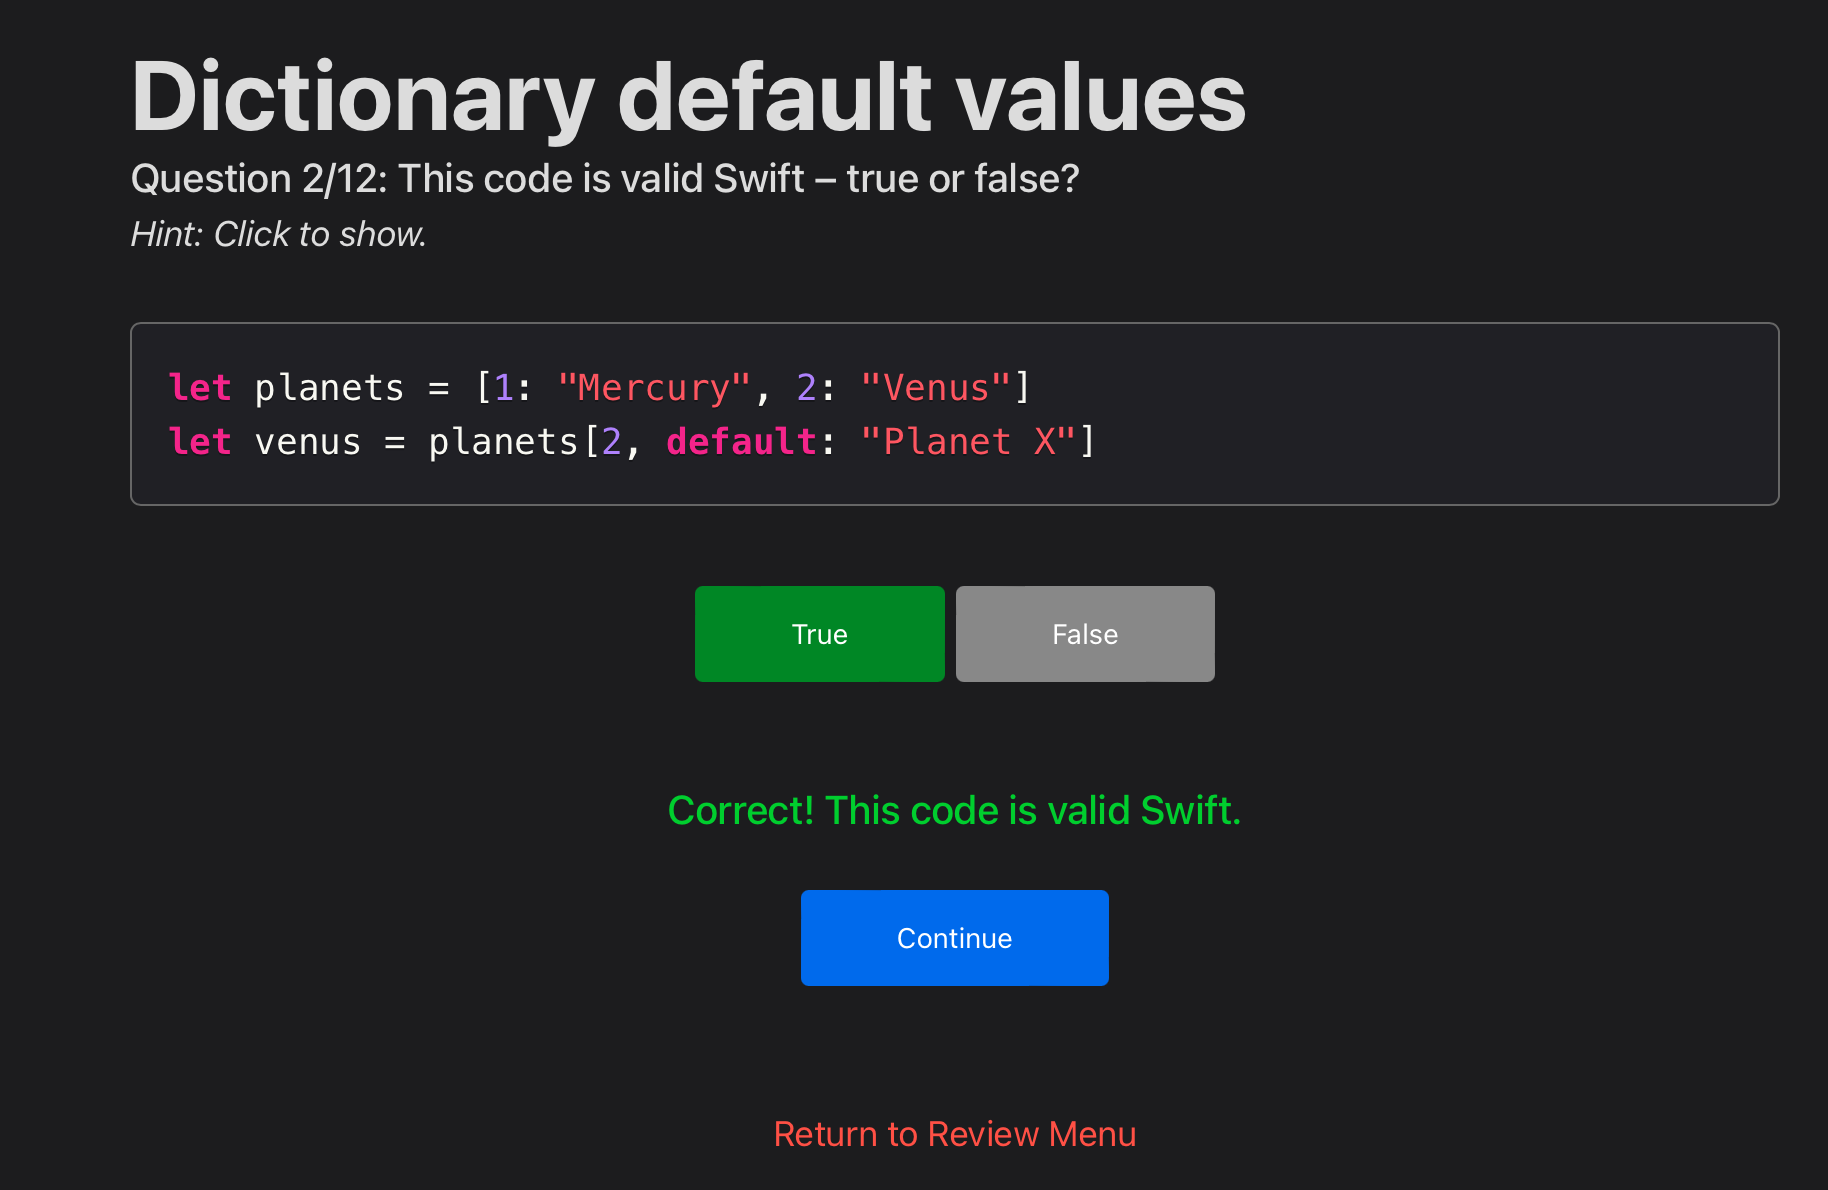 Dictionary default values
Question 2/12: This code is valid Swift – true or false?
Hint: Click to show.
let planets = [1: "Mercury", 2: "Venus"]
let venus = planets[2, default: "Planet X"]
True
False
Correct! This code is valid Swift.
Continue
Return to Review Menu